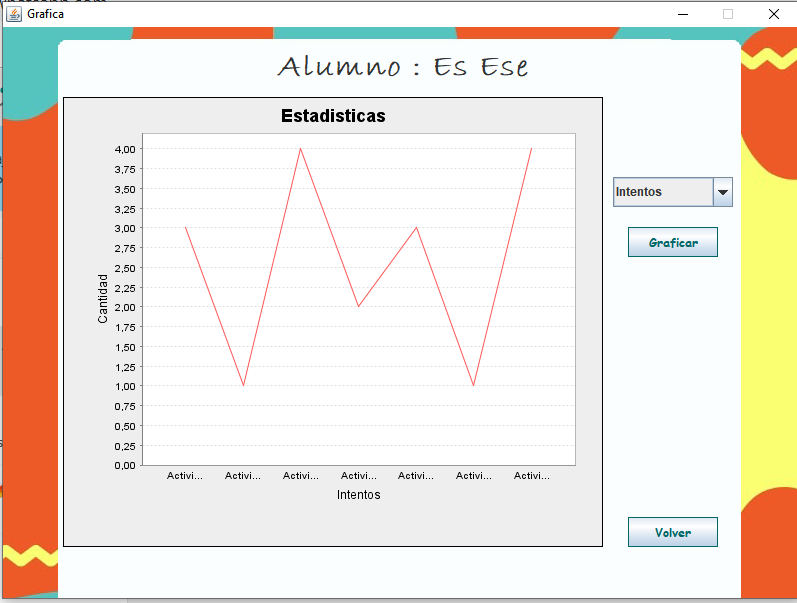 Grafica
Alumno : Es Ese
Estadisticas
4,00
3,75
3,50
3,25
3,00
2,75
2,50
2,25
2,00
1,75
1,50
1,25
1,00
0,75
0,50
0,25
0,00
Cantidad
Activi... Activi... Activi... Activi... Activi... Activi... Activi...
Intentos
Intentos
Graficar
Volver